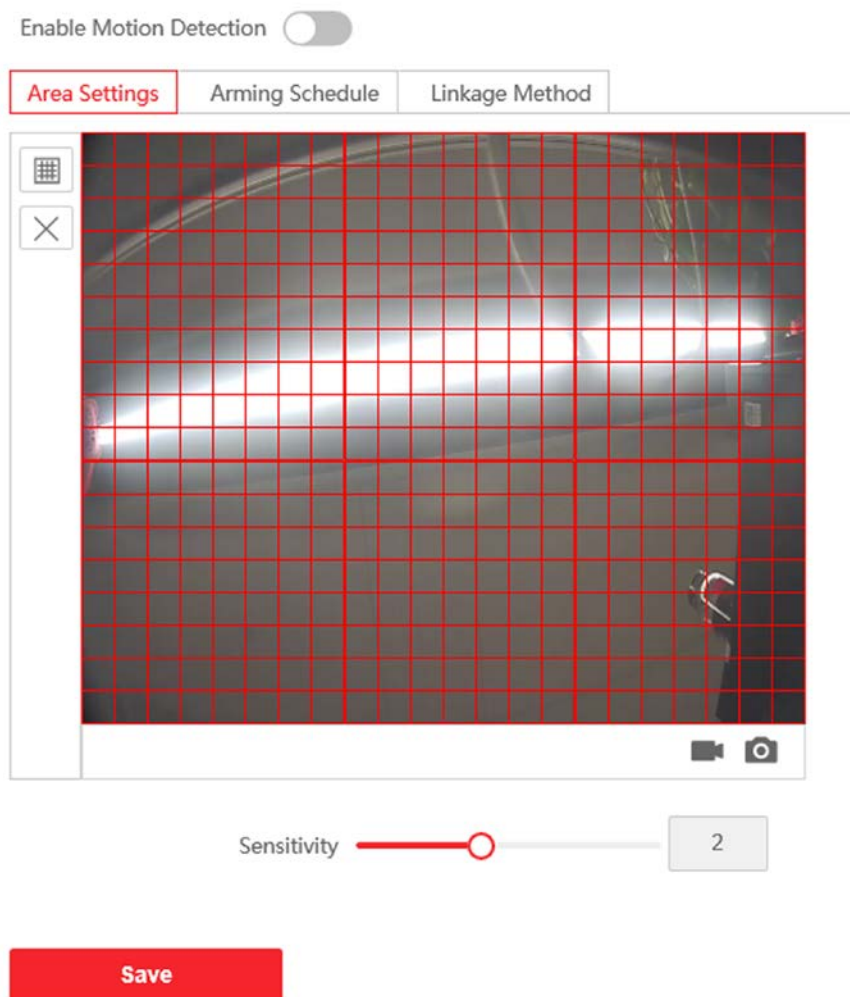 Enable Motion Detection
Area Settings Arming Schedule Linkage Method
Sensitivity 2
Save